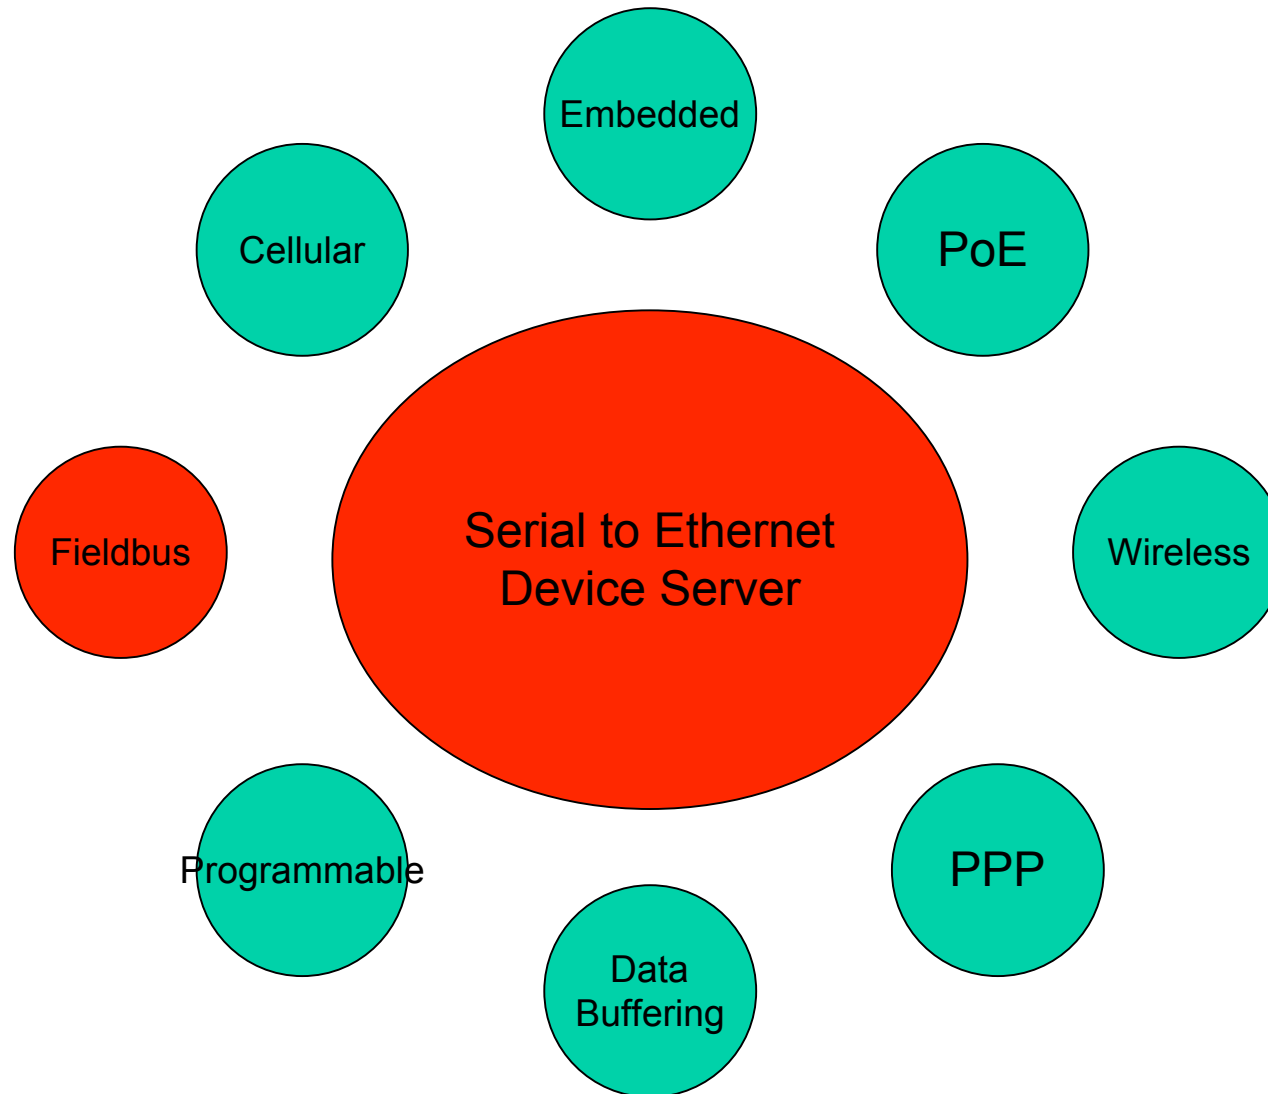 Embedded
Cellular
PoE
Serial to Ethernet
Device Server
Fieldbus
Wireless
Programmable
PPP
Data
Buffering